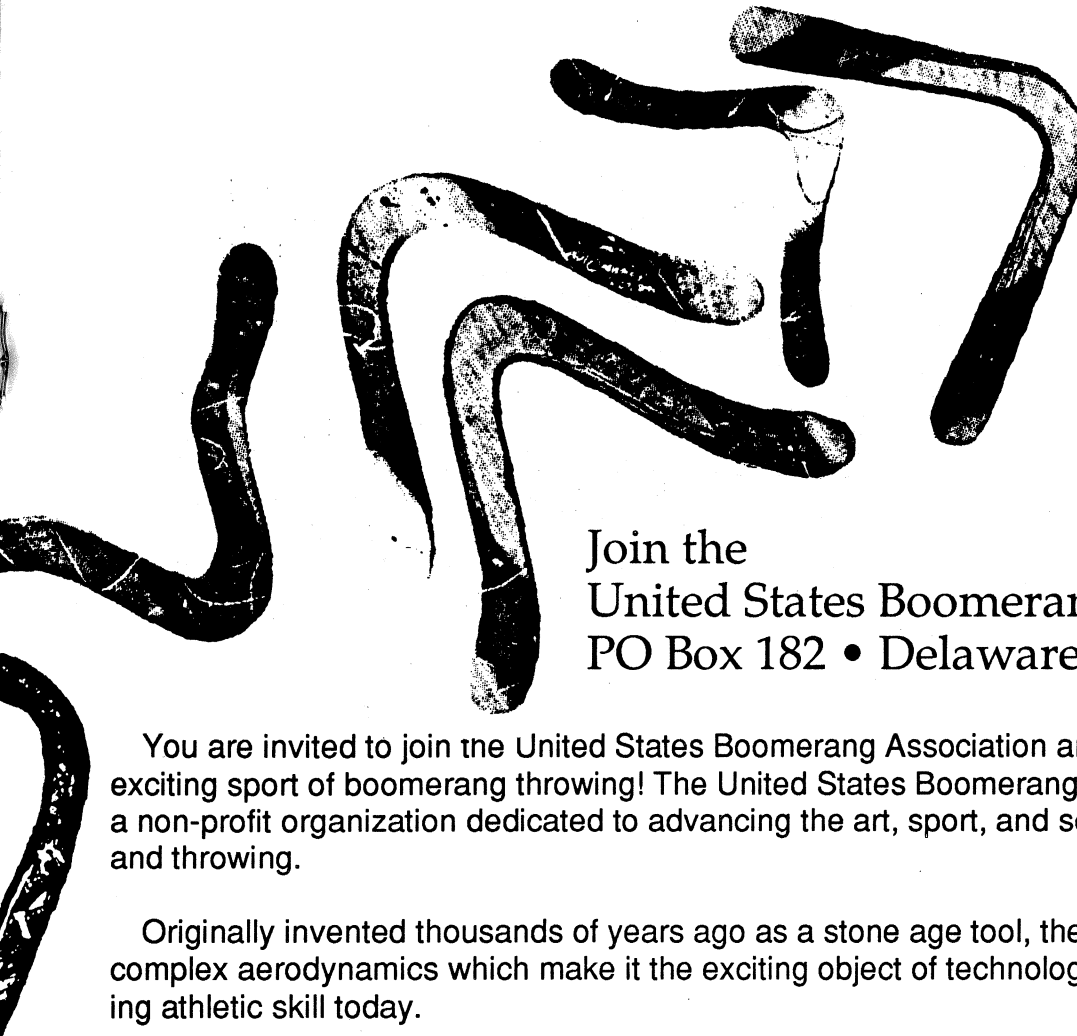 Join the
United States Boomeran
PO Box 182 • Delaware
You are invited to join the United States Boomerang Association a
exciting sport of boomerang throwing! The United States Boomerang
a non-profit organization dedicated to advancing the art, sport, and s
and throwing.
Originally invented thousands of years ago as a stone age tool, the
complex aerodynamics which make it the exciting object of technolog
ing athletic skill today.